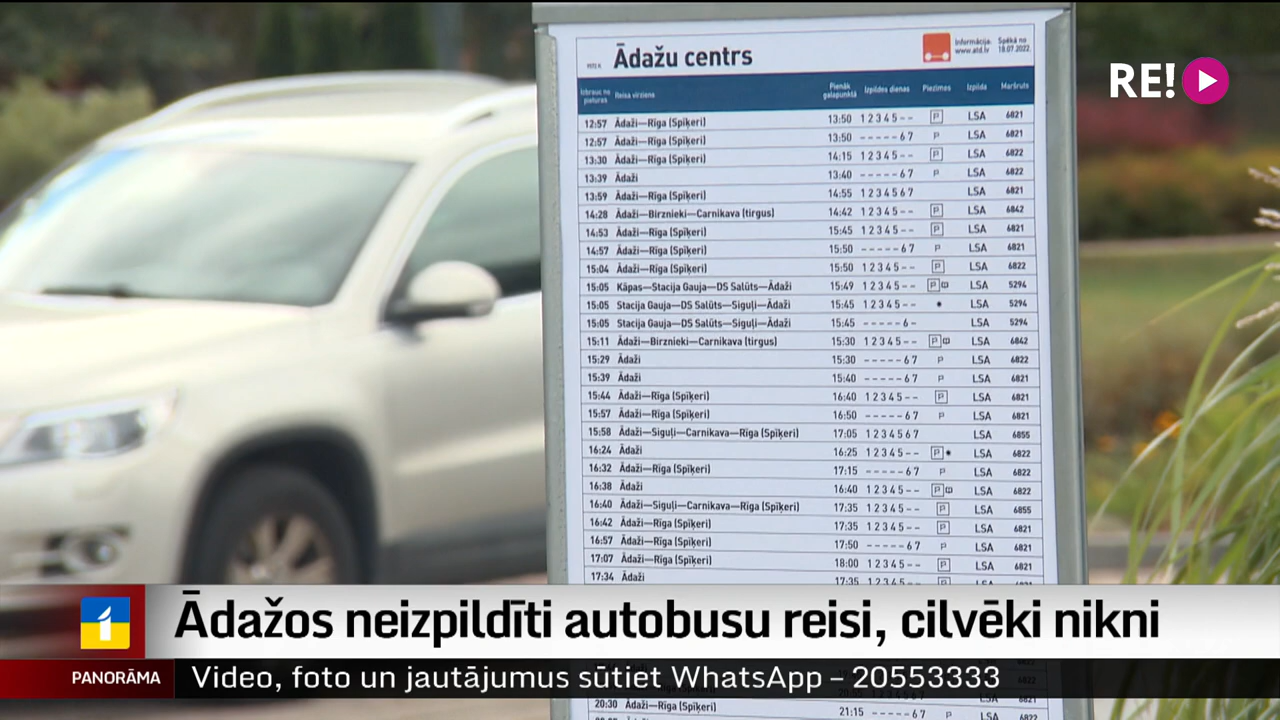 Ādažu centrs
Informācija: www.atd.lv
Spēkā no 18.07.2022.
RE!
Izbrauc no pieturas Reisa virziens Pienāk galapunktā Izpildes dienas Piezīmes Izpilda Maršruts
12:57 Ādaži—Rīga (Spīķeri) 13:50 1 2 3 4 5 – – P LSA 6821
12:57 Ādaži—Rīga (Spīķeri) 13:50 – – – – – 6 7 P LSA 6821
13:30 Ādaži—Rīga (Spīķeri) 14:15 1 2 3 4 5 – – P LSA 6822
13:39 Ādaži 13:40 – – – – – 6 7 P LSA 6822
13:59 Ādaži—Rīga (Spīķeri) 14:55 1 2 3 4 5 6 7 LSA 6821
14:28 Ādaži—Birznieki—Carnikava (tirgus) 14:42 1 2 3 4 5 – – P LSA 6842
14:53 Ādaži—Rīga (Spīķeri) 15:45 1 2 3 4 5 – – P LSA 6821
14:57 Ādaži—Rīga (Spīķeri) 15:50 – – – – – 6 7 P LSA 6821
15:04 Ādaži—Rīga (Spīķeri) 15:50 1 2 3 4 5 – – P LSA 6822
15:05 Kāpas—Stacija Gauja—DS Salūts—Ādaži 15:49 1 2 3 4 5 – – P LSA 5294
15:05 Stacija Gauja—DS Salūts—Siguļi—Ādaži 15:45 1 2 3 4 5 – – • LSA 5294
15:05 Stacija Gauja—DS Salūts—Siguļi—Ādaži 15:45 – – – – – 6 – LSA 5294
15:11 Ādaži—Birznieki—Carnikava (tirgus) 15:30 1 2 3 4 5 – – P LSA 6842
15:29 Ādaži 15:30 – – – – – 6 7 P LSA 6822
15:39 Ādaži 15:40 – – – – – 6 7 P LSA 6821
15:44 Ādaži—Rīga (Spīķeri) 16:40 1 2 3 4 5 – – P LSA 6821
15:57 Ādaži—Rīga (Spīķeri) 16:50 – – – – – 6 7 P LSA 6821
15:58 Ādaži—Siguļi—Carnikava—Rīga (Spīķeri) 17:05 1 2 3 4 5 6 7 LSA 6855
16:24 Ādaži 16:25 1 2 3 4 5 – – P • LSA 6822
16:32 Ādaži—Rīga (Spīķeri) 17:15 – – – – – 6 7 P LSA 6822
16:38 Ādaži 16:40 1 2 3 4 5 – – P LSA 6822
16:40 Ādaži—Siguļi—Carnikava—Rīga (Spīķeri) 17:35 1 2 3 4 5 – – P LSA 6855
16:42 Ādaži—Rīga (Spīķeri) 17:35 1 2 3 4 5 – – P LSA 6821
16:57 Ādaži—Rīga (Spīķeri) 17:50 – – – – – 6 7 P LSA 6821
17:07 Ādaži—Rīga (Spīķeri) 18:00 1 2 3 4 5 – – P LSA 6821
17:34 Ādaži 17:35 1 2 3 4 5 – – P LSA
1 Ādažos neizpildīti autobusu reisi, cilvēki nikni
PANORĀMA Video, foto un jautājumus sūtiet WhatsApp – 20553333
20:30 Ādaži—Rīga (Spīķeri) 21:15 – – – – – 6 7 P LSA 6822